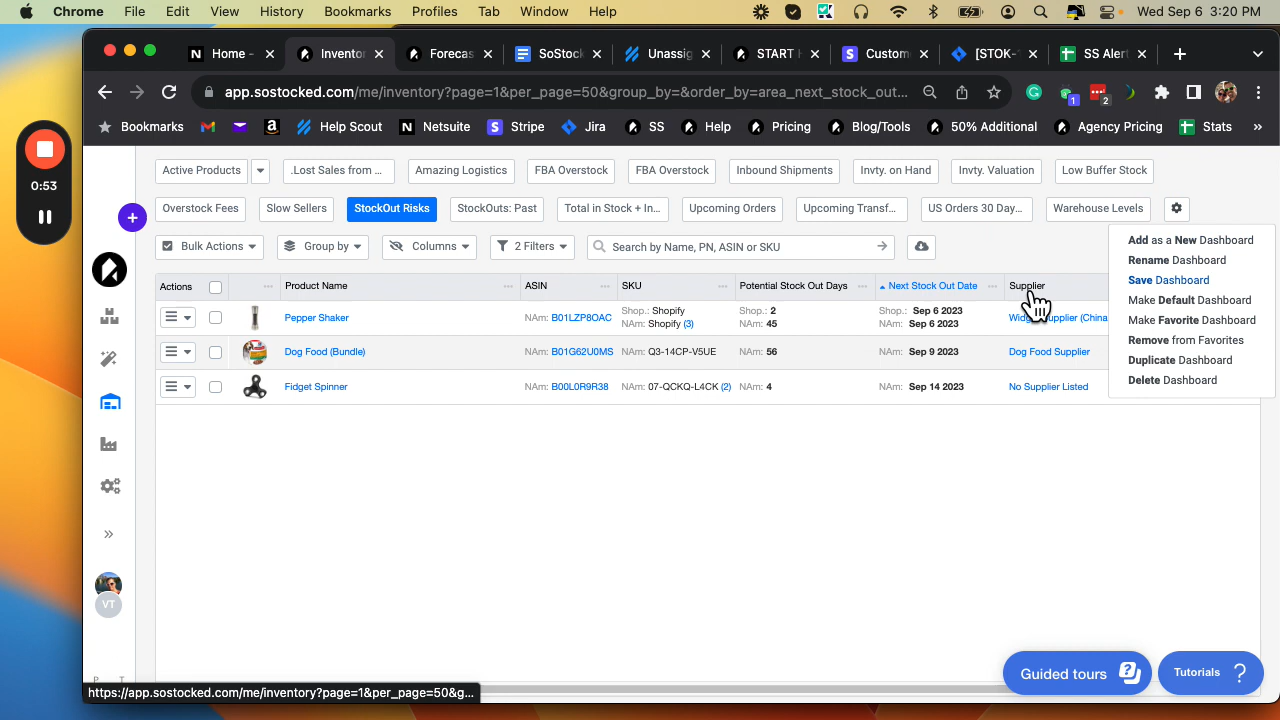 Chrome File Edit View History Bookmarks Profiles Tab Window Help Wed Sep 6 3:20 PM
Home - Invento Forecas SoStock Unassig START H Custom [STOK- SS Aler
app.sostocked.com/me/inventory?page=1&per_page=50&group_by=&order_by=area_next_stock_out...
1 2
Bookmarks Help Scout Netsuite Stripe Jira SS Help Pricing Blog/Tools 50% Additional Agency Pricing Stats »
0:53
Active Products .Lost Sales from ... Amazing Logistics FBA Overstock FBA Overstock Inbound Shipments Invty. on Hand Invty. Valuation Low Buffer Stock
Overstock Fees Slow Sellers StockOut Risks StockOuts: Past Total in Stock + In... Upcoming Orders Upcoming Transf... US Orders 30 Day... Warehouse Levels
Bulk Actions Group by Columns 2 Filters Search by Name, PN, ASIN or SKU
Add as a New Dashboard
Rename Dashboard
Save Dashboard
Make Default Dashboard
Make Favorite Dashboard
Remove from Favorites
Duplicate Dashboard
Delete Dashboard
Actions Product Name ASIN SKU Potential Stock Out Days Next Stock Out Date Supplier
Pepper Shaker NAm: B01LZP8OAC Shop.: Shopify NAm: Shopify (3) Shop.: 2 NAm: 45 Shop.: Sep 6 2023 NAm: Sep 6 2023 Supplier (China
Dog Food (Bundle) NAm: B01G62U0MS NAm: Q3-14CP-V5UE NAm: 56 NAm: Sep 9 2023 Dog Food Supplier
Fidget Spinner NAm: B00L0R9R38 NAm: 07-QCKQ-L4CK (2) NAm: 4 NAm: Sep 14 2023 No Supplier Listed
VT
P T
Guided tours Tutorials
https://app.sostocked.com/me/inventory?page=1&per_page=50&g...